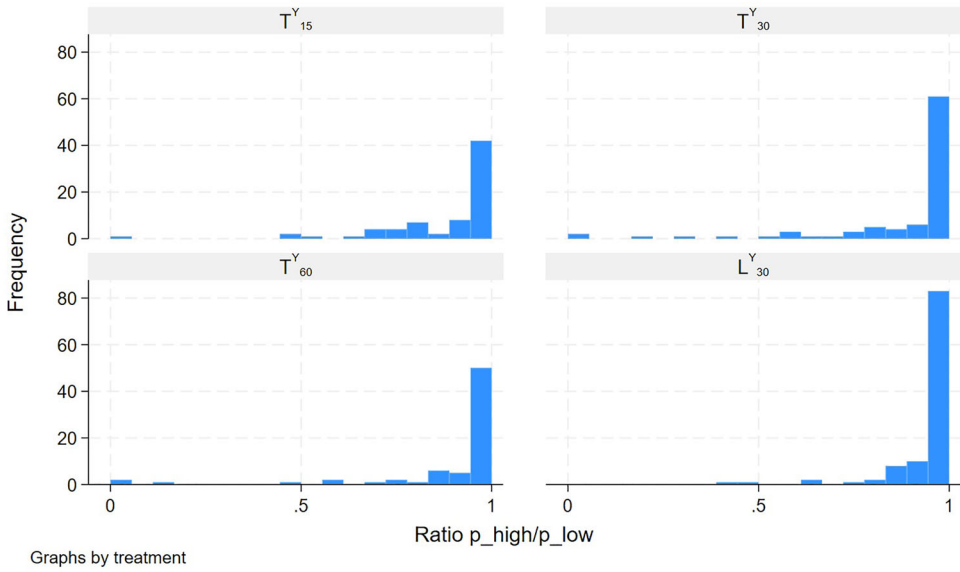 T^Y_15
T^Y_30
80
60
40
20
0
T^Y_60
L^Y_30
80
60
40
20
0
0
.5
1
0
.5
1
Frequency
Ratio p_high/p_low
Graphs by treatment